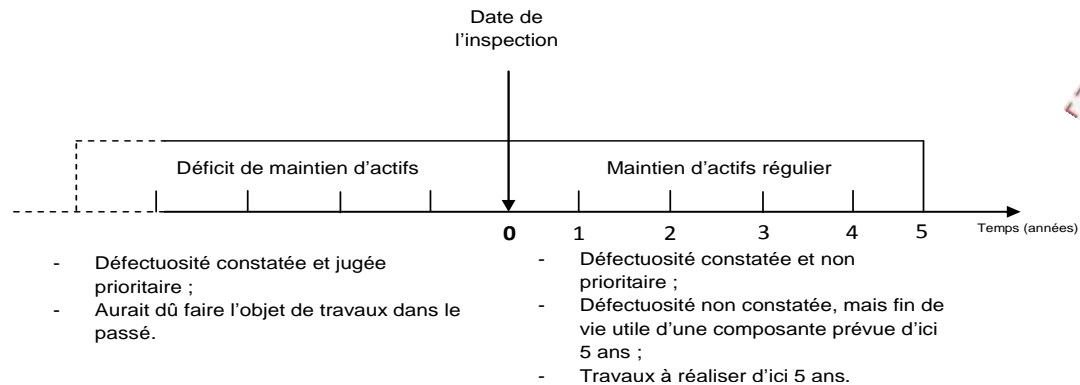 Date de
l'inspection
Déficit de maintien d'actifs
Maintien d'actifs régulier
0 1 2 3 4 5
Temps (années)
- Défectuosité constatée et jugée
prioritaire ;
- Aurait dû faire l'objet de travaux dans le
passé.
- Défectuosité constatée et non
prioritaire ;
- Défectuosité non constatée, mais fin de
vie utile d'une composante prévue d'ici
5 ans ;
- Travaux à réaliser d'ici 5 ans.